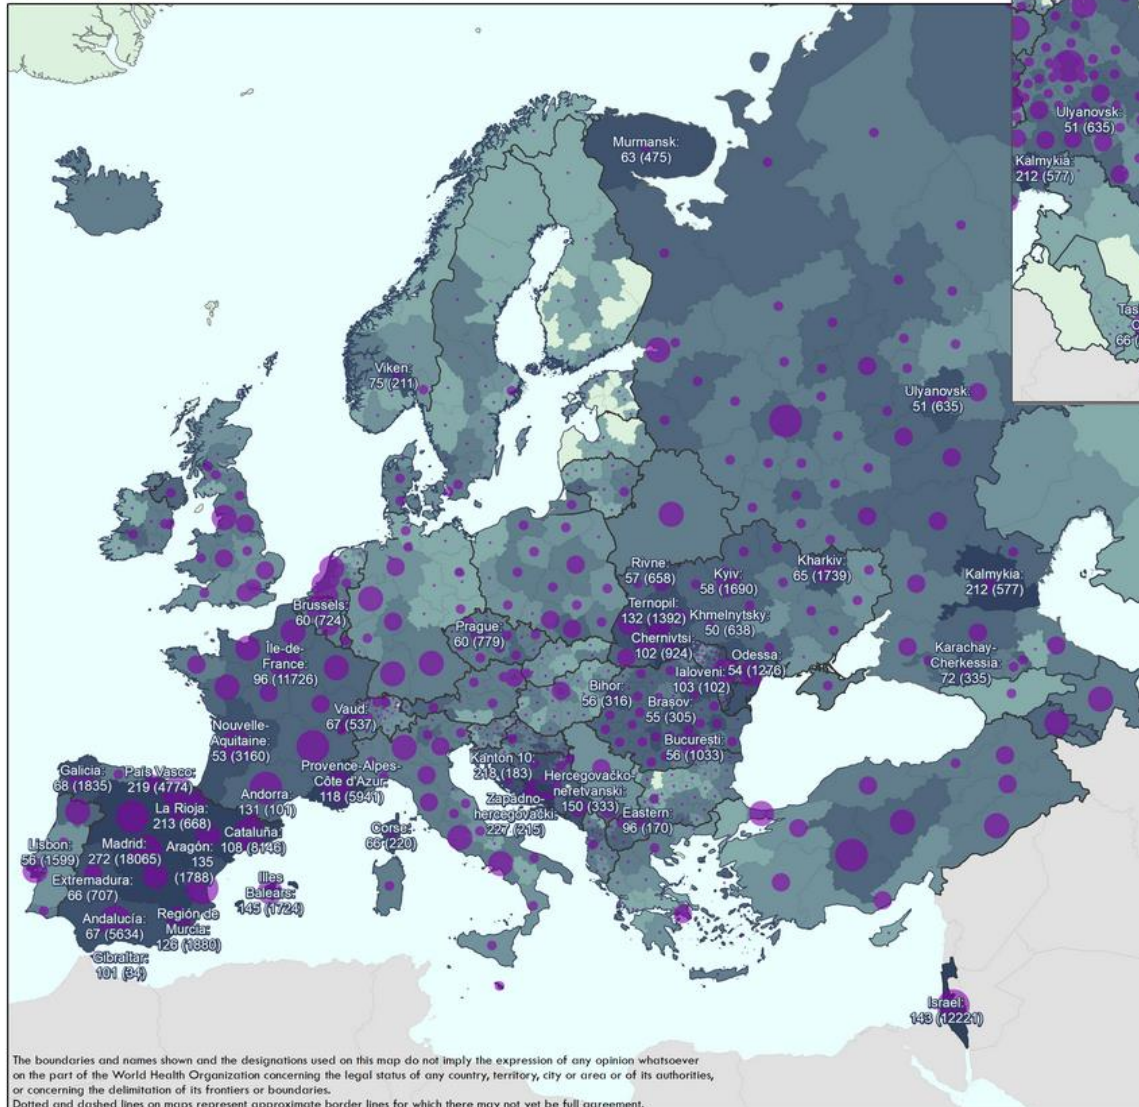 Murmansk:
63 (475)
Ulyanovsk:
51 (635)
Kalmykia:
212 (577)
66
Viken:
75 (211)
Ulyanovsk:
51 (635)
Rivne:
57 (658)
Kyiv:
58 (1690)
Kharkiv:
65 (1739)
Kalmykia:
212 (577)
Brussels:
60 (724)
Prague:
60 (779)
Ternopil:
132 (1392)
Khmelnytsky:
50 (638)
Chernivtsi:
102 (924)
Odessa:
54 (1276)
Île-de-
France:
96 (11726)
Ialoveni:
103 (102)
Karachay-
Cherkessia:
72 (335)
Bihor:
56 (316)
Vaud:
67 (537)
Brașov:
55 (305)
Nouvelle-
Aquitaine:
53 (3160)
București:
56 (1033)
Kanton 10:
218 (183)
Provence-Alpes-
Côte d'Azur:
118 (5941)
Hercegovačko-
neretvanski:
150 (333)
Galicia:
68 (1835)
País Vasco:
219 (4774)
Andorra:
131 (101)
Zapadno-
hercegovački:
227 (215)
La Rioja:
213 (668)
Eastern:
96 (170)
Corse:
66 (220)
Cataluña:
108 (8146)
Lisbon:
56 (1599)
Madrid:
272 (18065)
Aragón:
135
(1788)
Extremadura:
66 (707)
Illes
Balears:
145 (1724)
Andalucía:
67 (5634)
Región de
Murcia:
126 (1880)
Gibraltar:
101 (34)
Israel:
143 (12221)
The boundaries and names shown and the designations used on this map do not imply the expression of any opinion whatsoever
on the part of the World Health Organization concerning the legal status of any country, territory, city or area or of its authorities,
or concerning the delimitation of its frontiers or boundaries.
Dotted and dashed lines on maps represent approximate border lines for which there may not yet be full agreement.